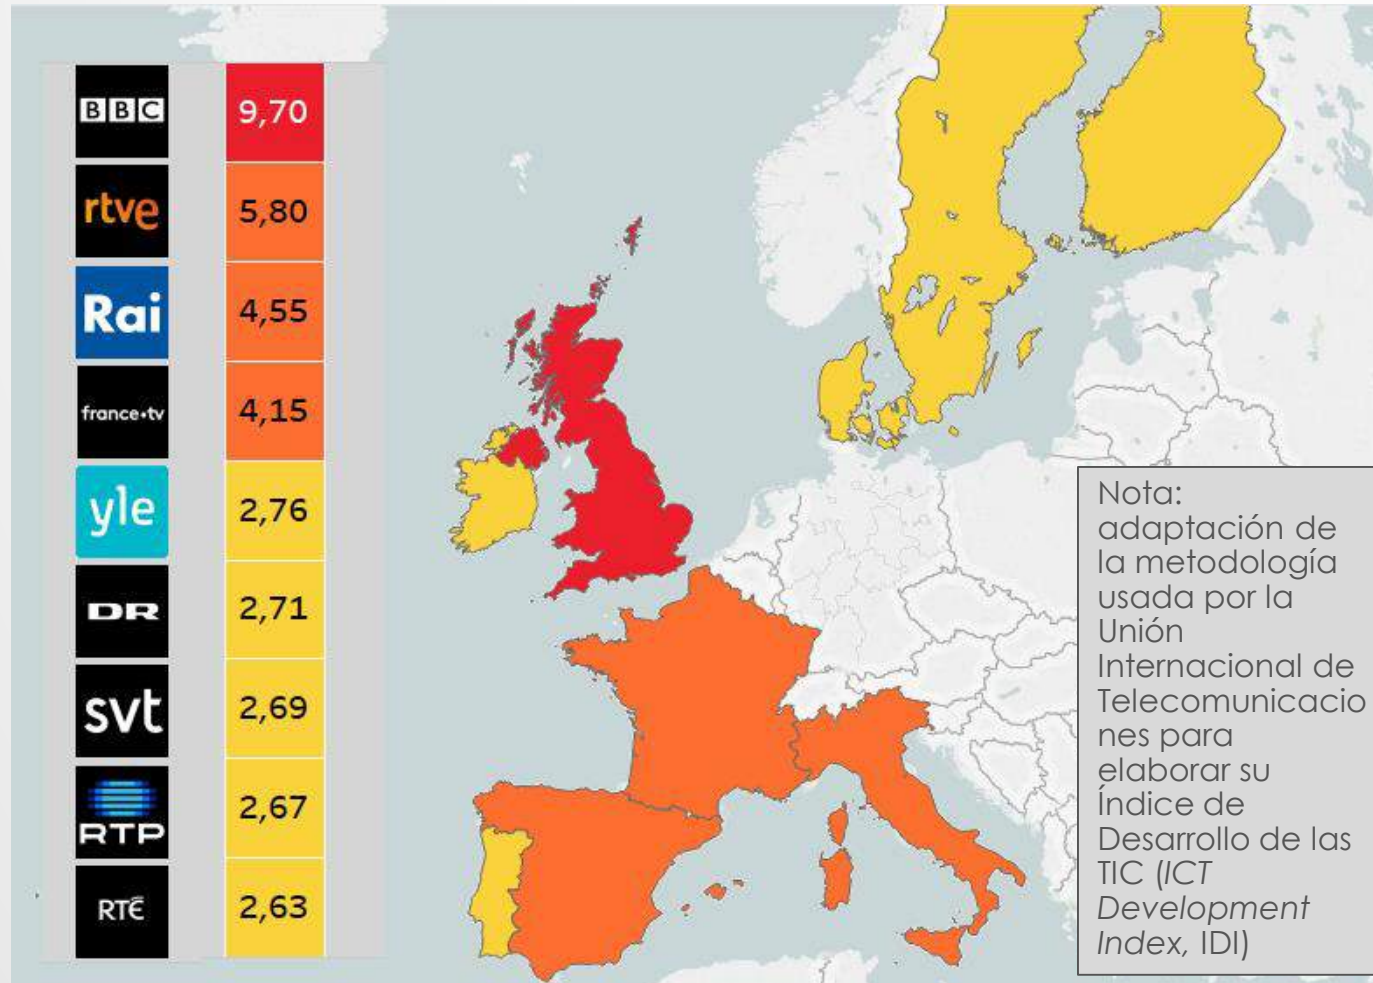 BBC 9,70
rtve 5,80
Rai 4,55
france•tv 4,15
yle 2,76
DR 2,71
svt 2,69
RTP 2,67
RTÉ 2,63
Nota:
adaptación de
la metodología
usada por la
Unión
Internacional de
Telecomunicacio
nes para
elaborar su
Índice de
Desarrollo de las
TIC (ICT
Development
Index, IDI)